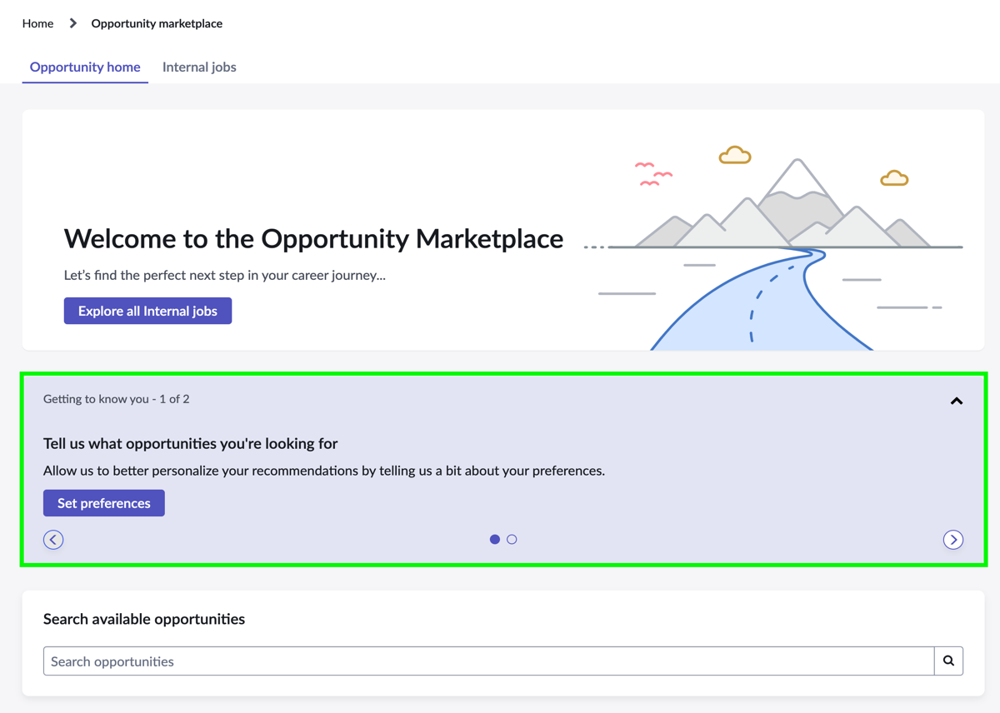 Home
Opportunity marketplace
Opportunity home
Internal jobs
Welcome to the Opportunity Marketplace
Let’s find the perfect next step in your career journey...
Explore all Internal jobs
Getting to know you - 1 of 2
Tell us what opportunities you're looking for
Allow us to better personalize your recommendations by telling us a bit about your preferences.
Set preferences
Search available opportunities
Search opportunities